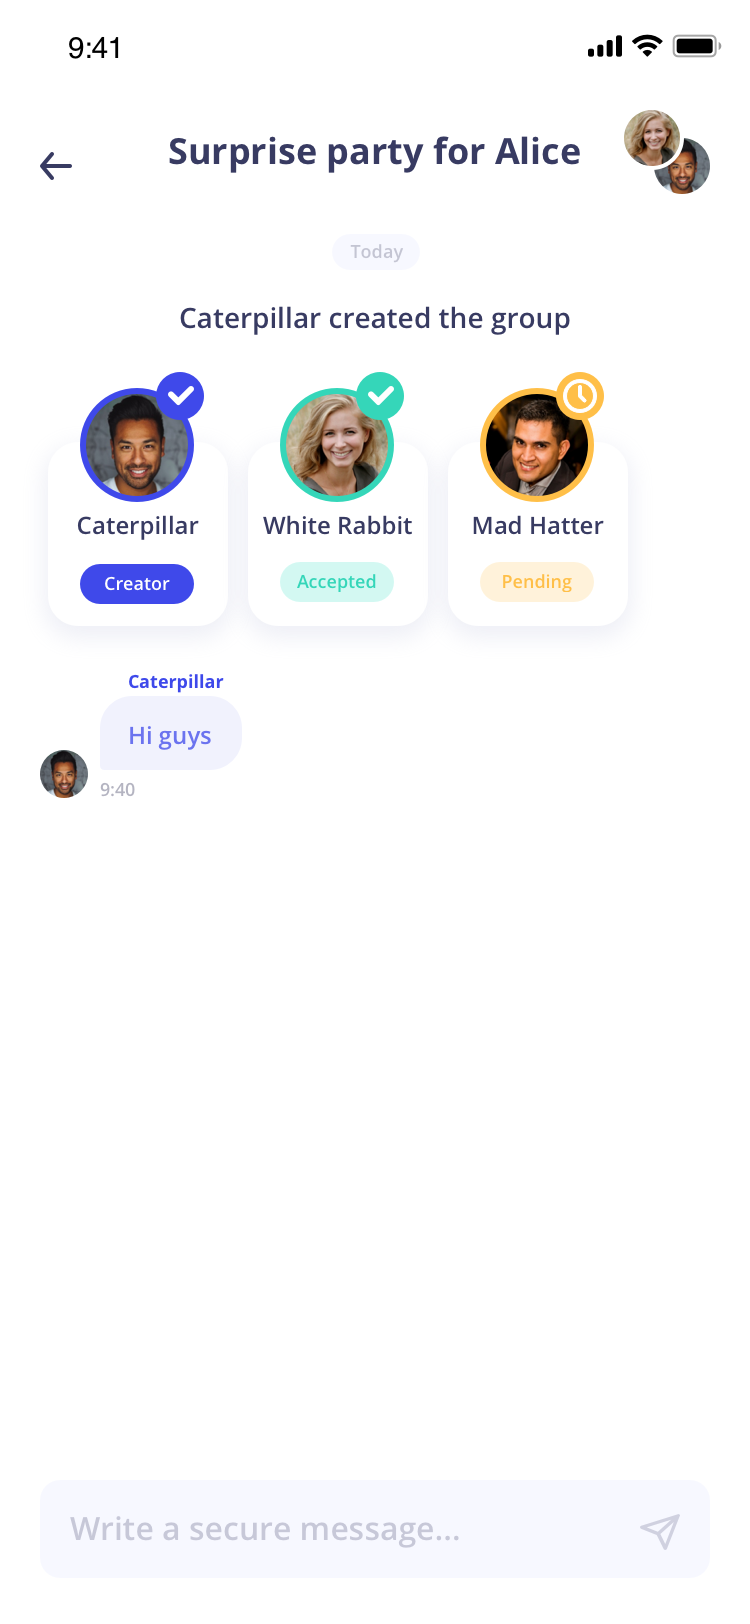 9:41
Surprise party for Alice
Today
Caterpillar created the group
Caterpillar
White Rabbit
Mad Hatter
Creator
Accepted
Pending
Caterpillar
Hi guys
9:40
Write a secure message...